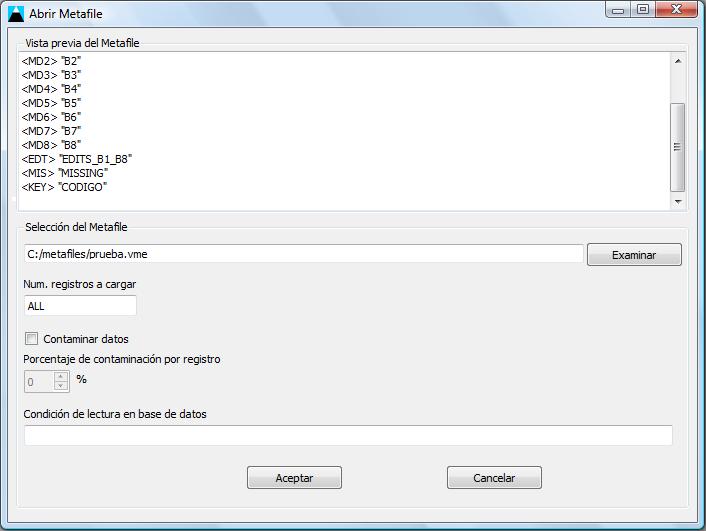 Abrir Metafile
Vista previa del Metafile
<MD2> "B2"
<MD3> "B3"
<MD4> "B4"
<MD5> "B5"
<MD6> "B6"
<MD7> "B7"
<MD8> "B8"
<EDT> "EDITS_B1_B8"
<MIS> "MISSING"
<KEY> "CODIGO"
Selección del Metafile
C:/metafiles/prueba.vme
Examinar
Num. registros a cargar
ALL
Contaminar datos
Porcentaje de contaminación por registro
0 %
Condición de lectura en base de datos
Aceptar Cancelar